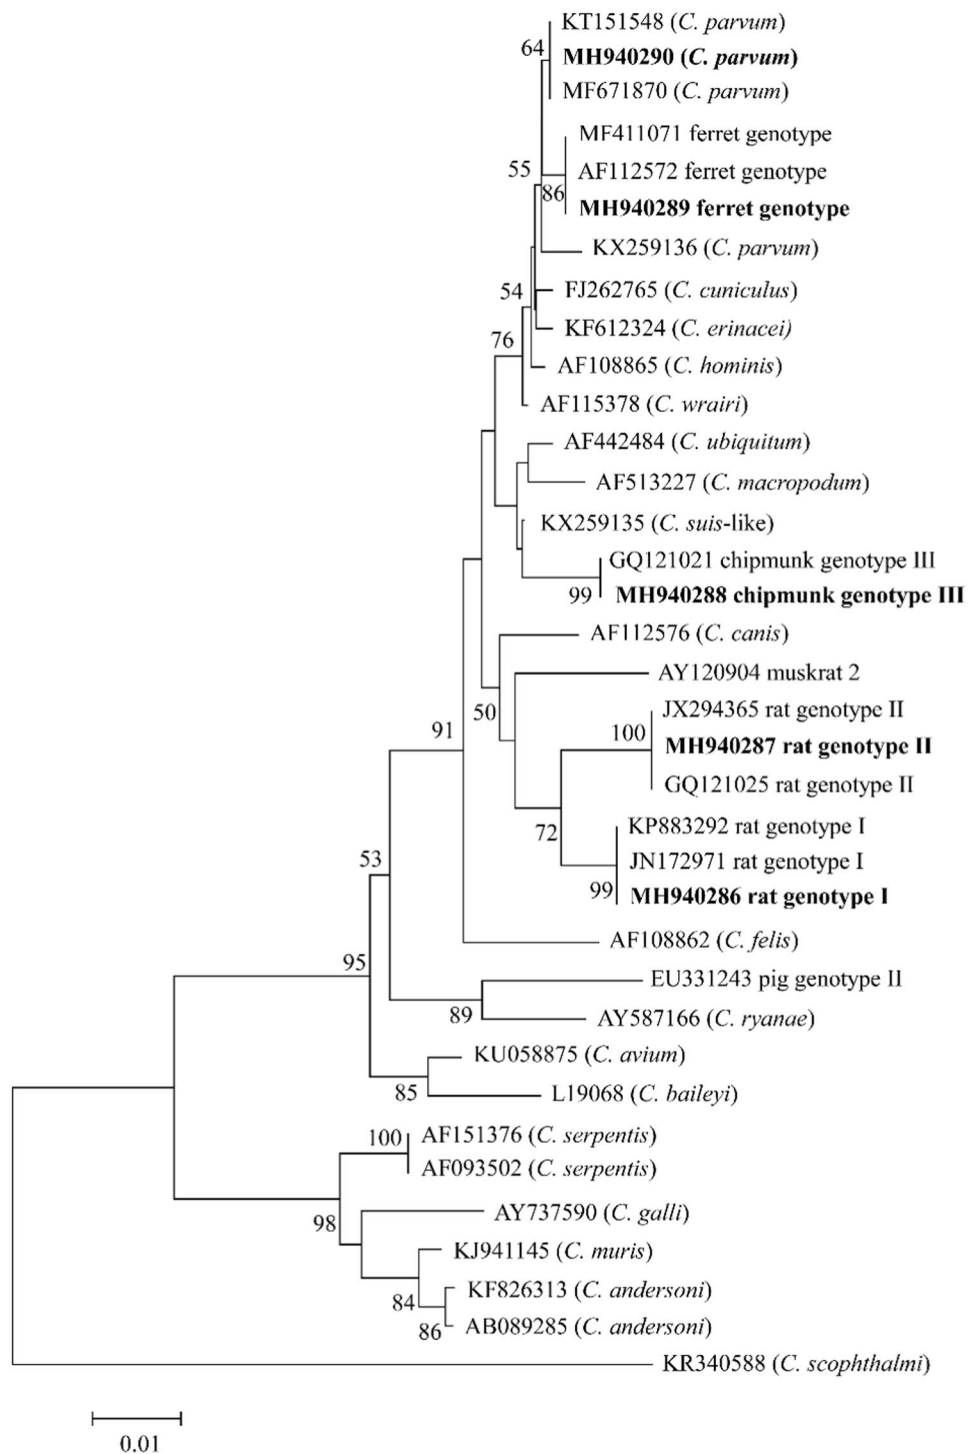 KT151548 (C. parvum)
64
MH940290 (C. parvum)
MF671870 (C. parvum)
MF411071 ferret genotype
55
AF112572 ferret genotype
86
MH940289 ferret genotype
KX259136 (C. parvum)
54
FJ262765 (C. cuniculus)
KF612324 (C. erinacei)
76
AF108865 (C. hominis)
AF115378 (C. wrairi)
AF442484 (C. ubiquitum)
AF513227 (C. macropodum)
KX259135 (C. suis-like)
GQ121021 chipmunk genotype III
99
MH940288 chipmunk genotype III
AF112576 (C. canis)
AY120904 muskrat 2
50
JX294365 rat genotype II
91
100
MH940287 rat genotype II
GQ121025 rat genotype II
72
KP883292 rat genotype I
53
JN172971 rat genotype I
99
MH940286 rat genotype I
AF108862 (C. felis)
95
EU331243 pig genotype II
89
AY587166 (C. ryanae)
KU058875 (C. avium)
85
L19068 (C. baileyi)
100
AF151376 (C. serpentis)
AF093502 (C. serpentis)
98
AY737590 (C. galli)
KJ941145 (C. muris)
84
KF826313 (C. andersoni)
86
AB089285 (C. andersoni)
KR340588 (C. scophthalmi)
0.01